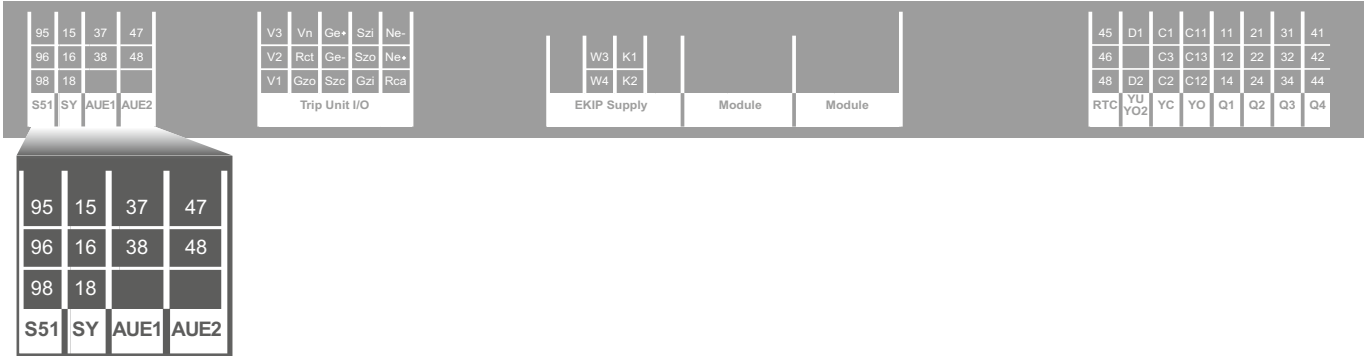 95 15 37 47 V3 Vn Ge+ Szi Ne- 45 D1 C1 C11 11 21 31 41
96 16 38 48 V2 Rct Ge- Szo Ne+ W3 K1 46 C3 C13 12 22 32 42
98 18 V1 Gzo Szc Gzi Rca W4 K2 48 D2 C2 C12 14 24 34 44
S51 SY AUE1 AUE2 Trip Unit I/O EKIP Supply Module Module RTC YU YC YO Q1 Q2 Q3 Q4
YO2
95 15 37 47
96 16 38 48
98 18
S51 SY AUE1 AUE2